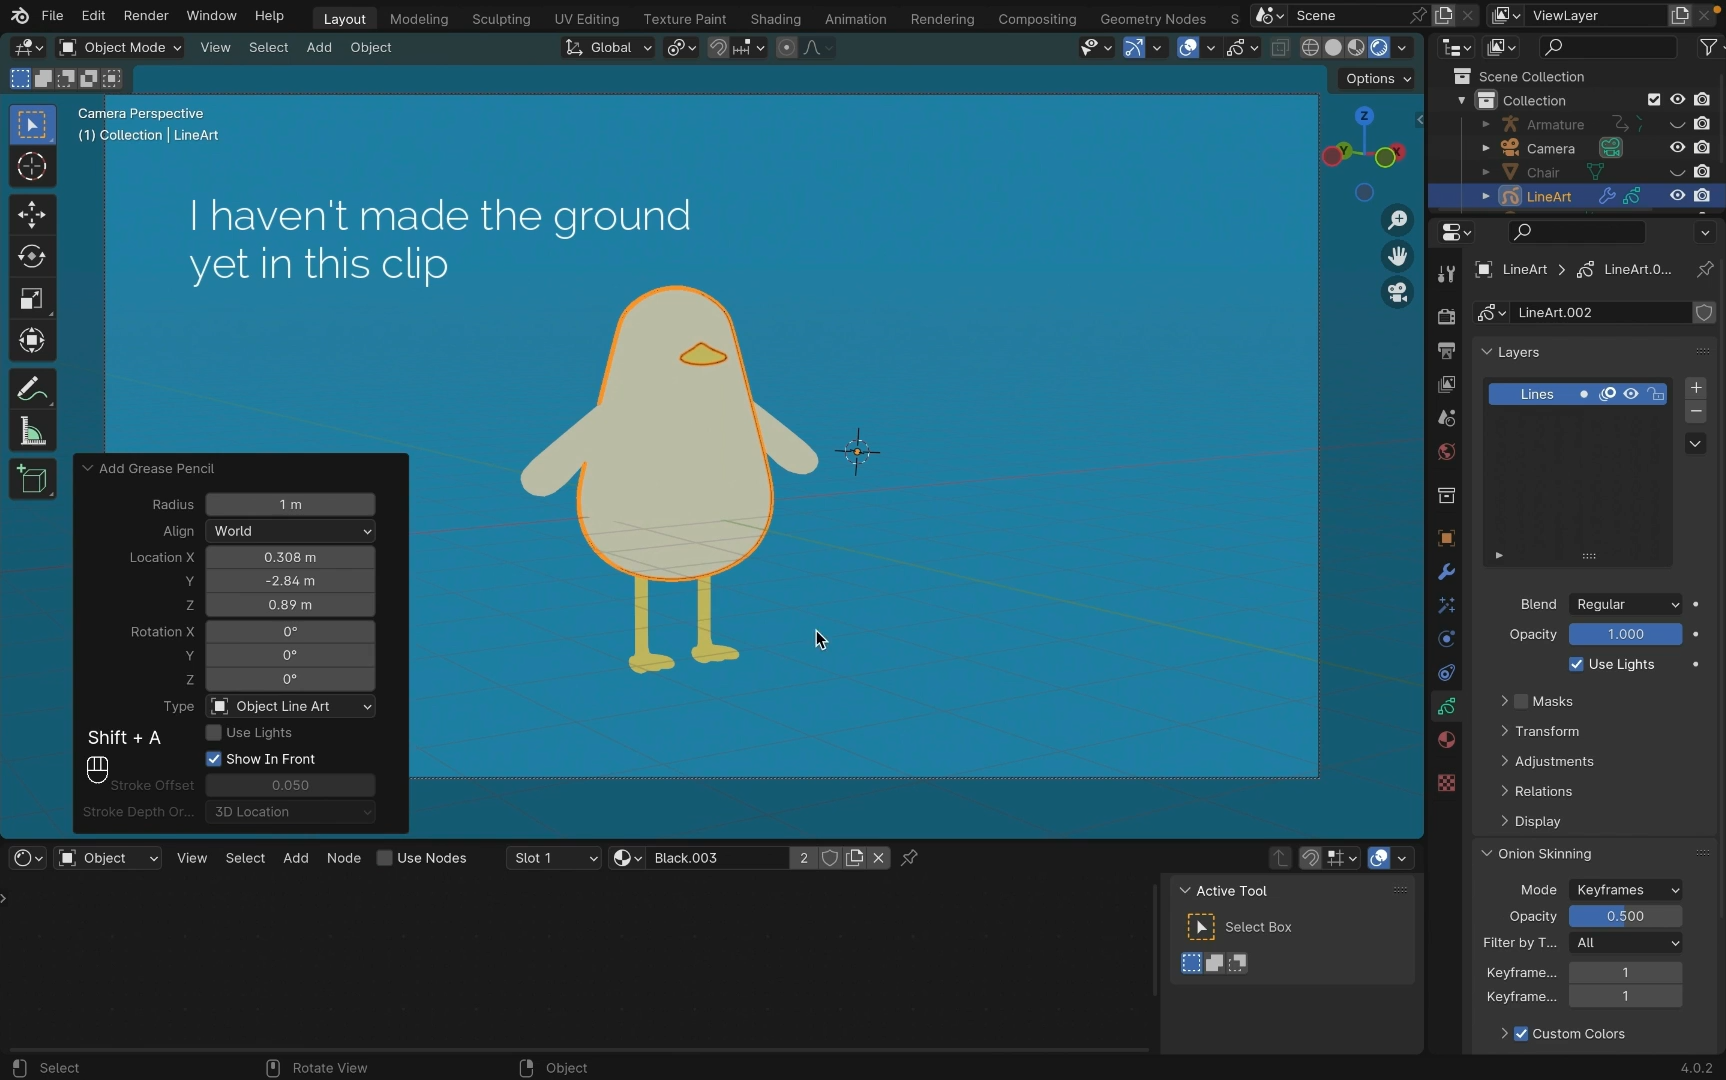 File Edit Render Window Help Layout Modeling Sculpting UV Editing Texture Paint Shading Animation Rendering Compositing Geometry Nodes S Scene ViewLayer
Object Mode View Select Add Object Global
Options
Camera Perspective
(1) Collection | LineArt
Z
Y
X
I haven't made the ground
yet in this clip
Add Grease Pencil
Radius 1 m
Align World
Location X 0.308 m
Y -2.84 m
Z 0.89 m
Rotation X 0°
Y 0°
Z 0°
Type Object Line Art
Use Lights
Show In Front
Stroke Offset 0.050
Stroke Depth Or... 3D Location
Shift + A
Scene Collection
Collection
Armature
Camera
Chair
LineArt
LineArt > LineArt.0...
LineArt.002
Layers
Lines
Blend Regular
Opacity 1.000
Use Lights
Masks
Transform
Adjustments
Relations
Display
Onion Skinning
Mode Keyframes
Opacity 0.500
Filter by T... All
Keyframe... 1
Keyframe... 1
Custom Colors
Object View Select Add Node Use Nodes Slot 1 Black.003 2
Active Tool
Select Box
Select Rotate View Object 4.0.2